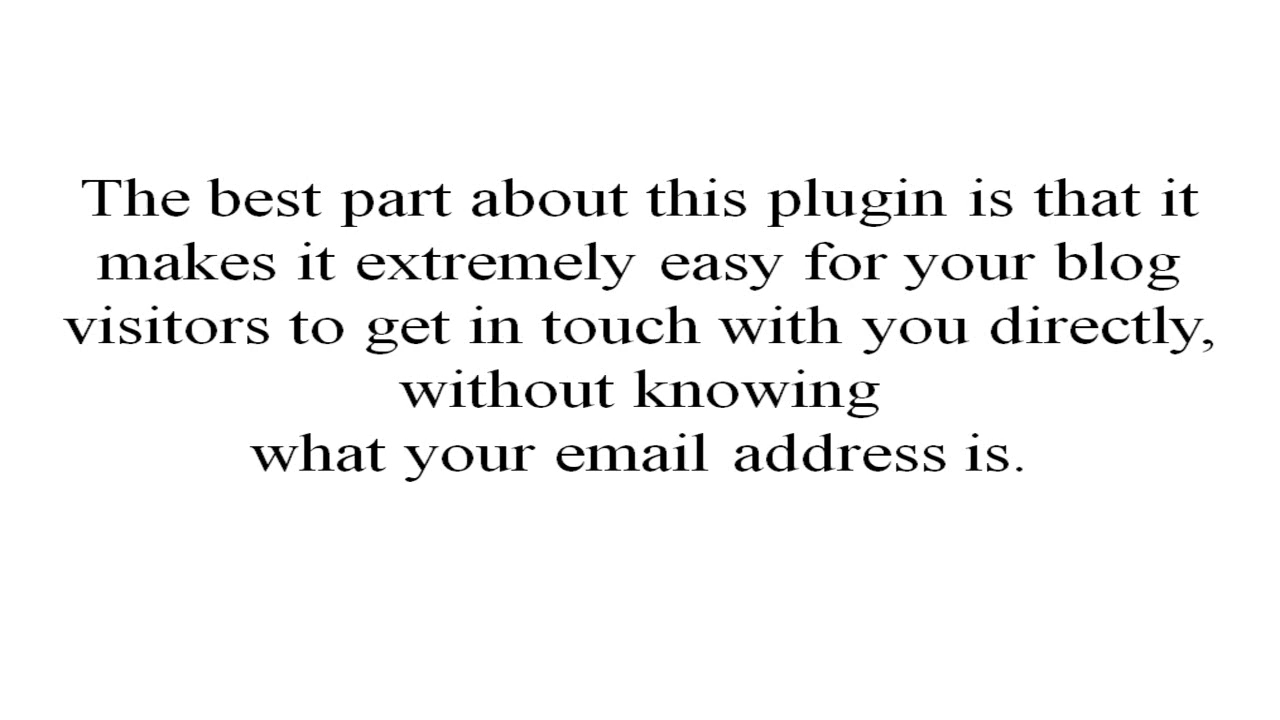 The best part about this plugin is that it
makes it extremely easy for your blog
visitors to get in touch with you directly,
without knowing
what your email address is.